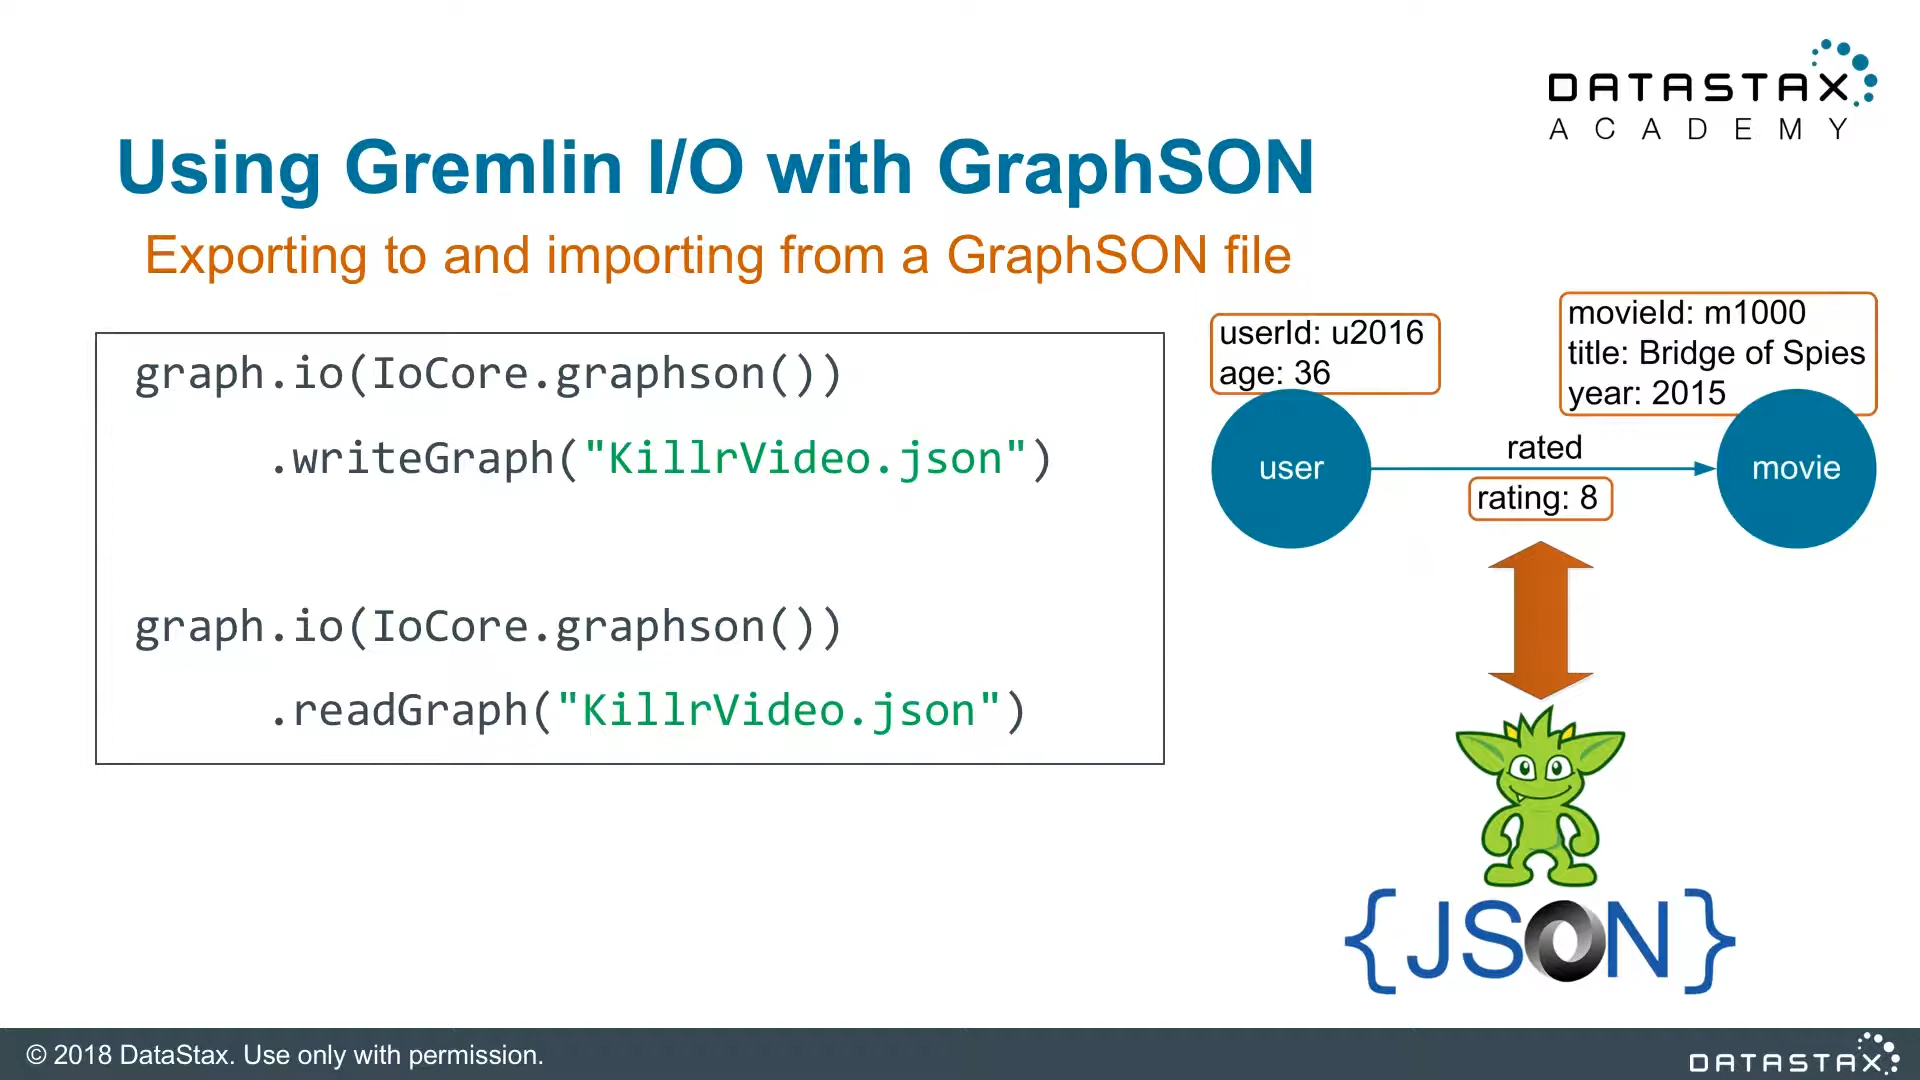 DATASTAX
ACADEMY
Using Gremlin I/O with GraphSON
Exporting to and importing from a GraphSON file
graph.io(IoCore.graphson())
.writeGraph("KillrVideo.json")
graph.io(IoCore.graphson())
.readGraph("KillrVideo.json")
userId: u2016
age: 36
movieId: m1000
title: Bridge of Spies
year: 2015
user
rated
rating: 8
movie
{JSON}
© 2018 DataStax. Use only with permission.
DATASTAX